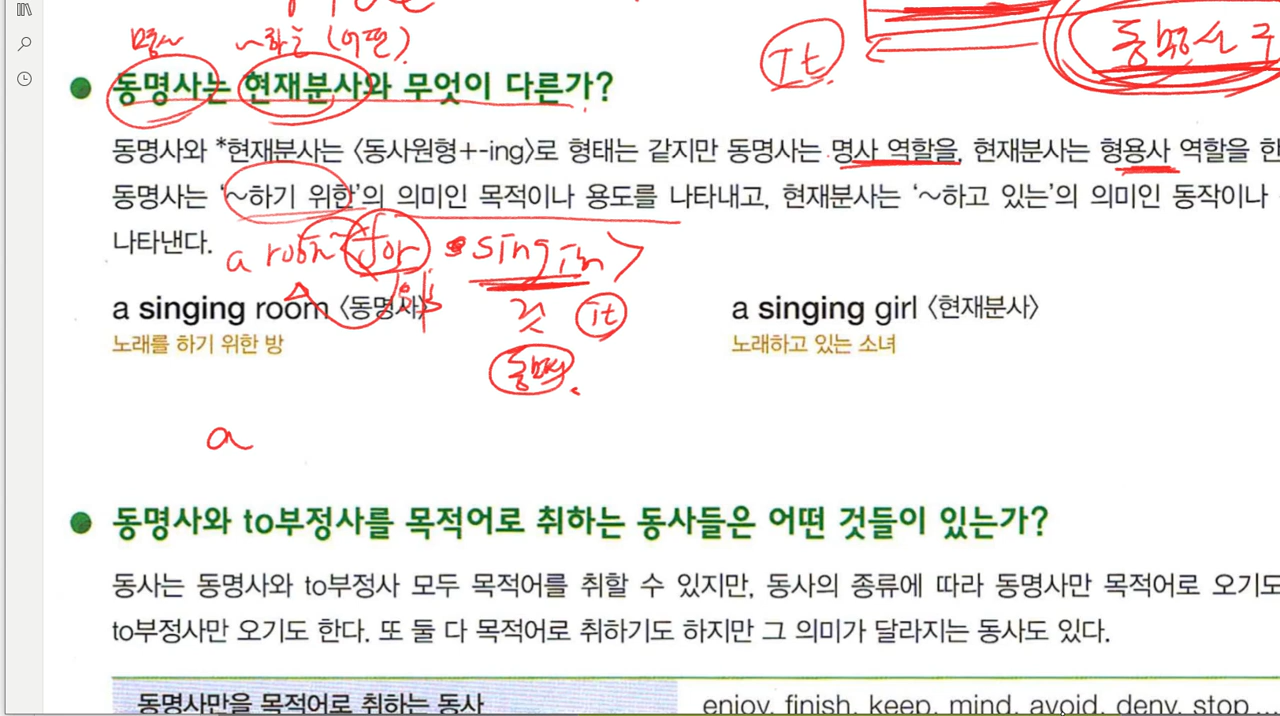 명사 ~하는 (어떤)
It
동명사 주
동명사는 현재분사와 무엇이 다른가?
동명사와 *현재분사는 〈동사원형+-ing〉로 형태는 같지만 동명사는 명사 역할을, 현재분사는 형용사 역할을 한
동명사는 ‘~하기 위한’의 의미인 목적이나 용도를 나타내고, 현재분사는 ‘~하고 있는’의 의미인 동작이나
나타낸다.
a room for singing
a singing room 〈동명사〉
것 It
a singing girl 〈현재분사〉
노래를 하기 위한 방
노래하고 있는 소녀
a
동명사와 to부정사를 목적어로 취하는 동사들은 어떤 것들이 있는가?
동사는 동명사와 to부정사 모두 목적어를 취할 수 있지만, 동사의 종류에 따라 동명사만 목적어로 오기도
to부정사만 오기도 한다. 또 둘 다 목적어로 취하기도 하지만 그 의미가 달라지는 동사도 있다.
동명사만을 목적어로 취하는 동사
enjoy, finish, keep, mind, avoid, deny, stop ...